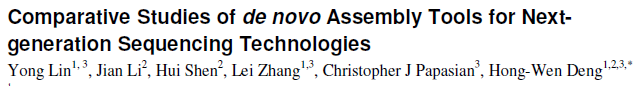 Comparative Studies of de novo Assembly Tools for Next-
generation Sequencing Technologies
Yong Lin1, 3, Jian Li2, Hui Shen2, Lei Zhang1,3, Christopher J Papasian3, Hong-Wen Deng1,2,3,*